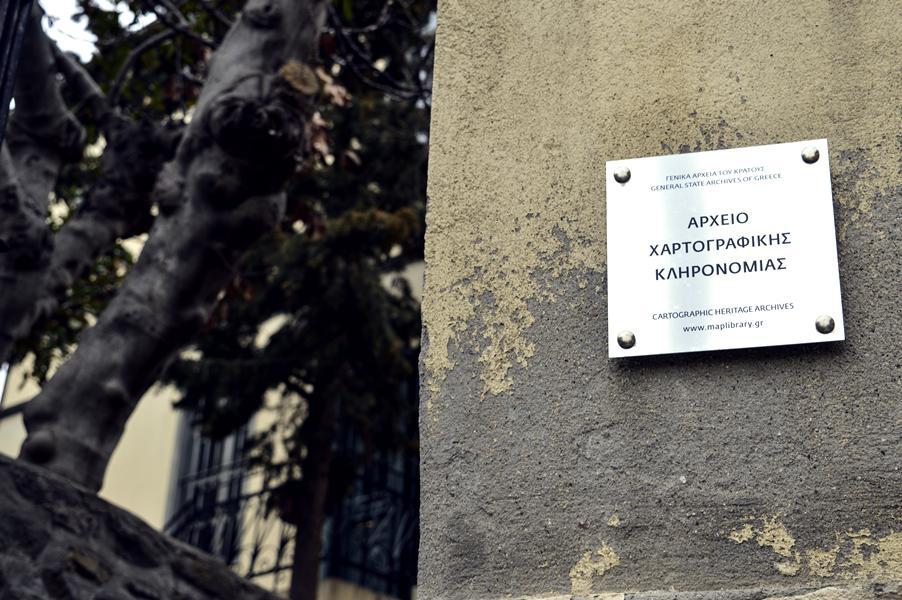 ΓΕΝΙΚΑ ΑΡΧΕΙΑ ΤΟΥ ΚΡΑΤΟΥΣ
GENERAL STATE ARCHIVES OF GREECE
ΑΡΧΕΙΟ
ΧΑΡΤΟΓΡΑΦΙΚΗΣ
ΚΛΗΡΟΝΟΜΙΑΣ
CARTOGRAPHIC HERITAGE ARCHIVES
www.maplibrary.gr